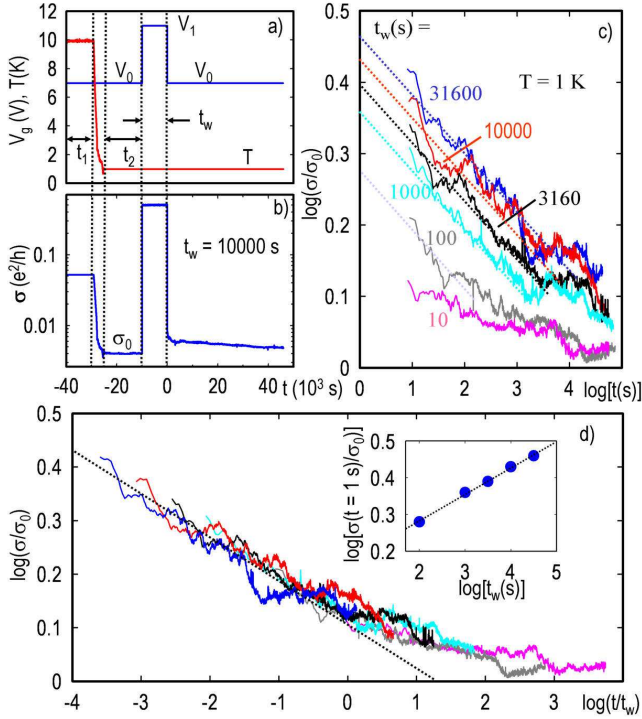 a)
V_g (V), T(K)
12
10
8
6
4
2
0
V_1
V_0
V_0
t_w
t_1
t_2
T
b)
σ (e²/h)
0.1
0.01
t_w = 10000 s
σ_0
-40
-20
0
20
40
t (10³ s)
c)
t_w(s) =
T = 1 K
log(σ/σ_0)
0.5
0.4
0.3
0.2
0.1
0
31600
10000
3160
1000
100
10
0
1
2
3
4
log[t(s)]
d)
log(σ/σ_0)
0.5
0.4
0.3
0.2
0.1
0
-4
-3
-2
-1
0
1
2
3
log(t/t_w)
log[σ(t = 1 s)/σ_0)]
0.5
0.4
0.3
0.2
2
3
4
5
log[t_w(s)]